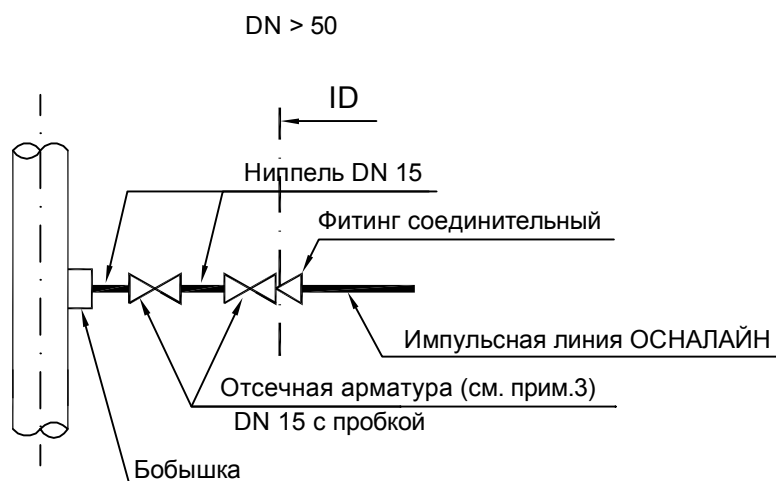 DN > 50
ID
Ниппель DN 15
Фитинг соединительный
Импульсная линия ОСНАЛАЙН
Отсечная арматура (см. прим.3)
DN 15 с пробкой
Бобышка